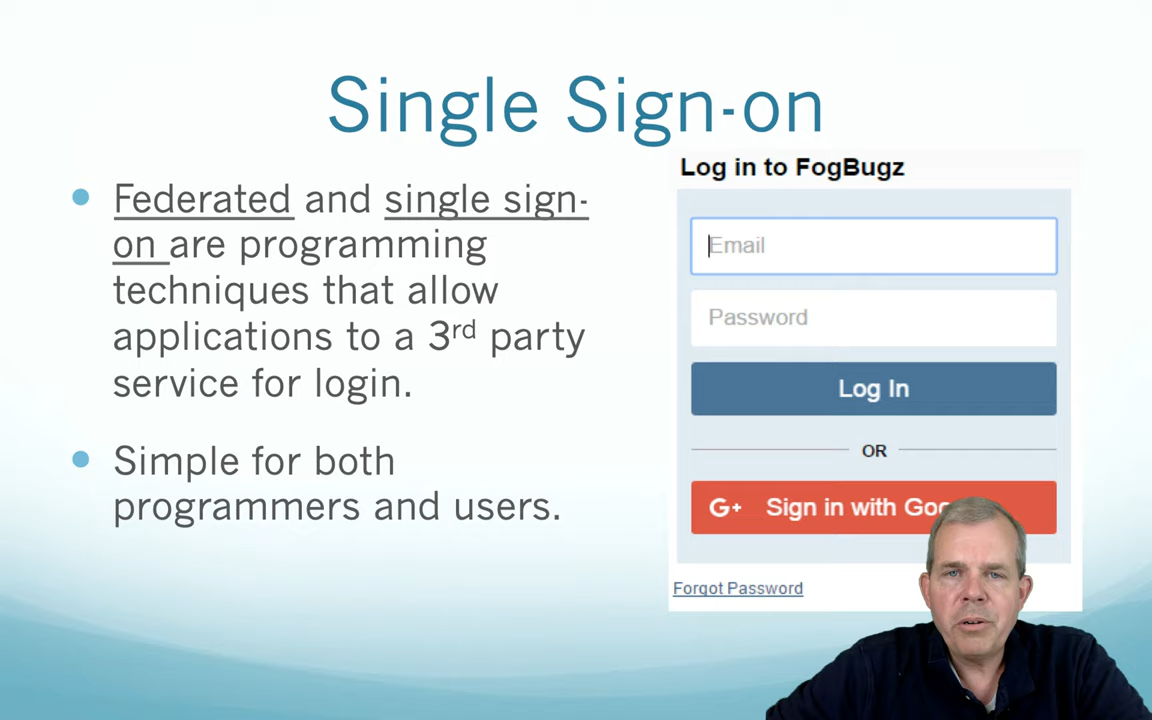 Single Sign-on
Federated and single sign-
on are programming
techniques that allow
applications to a 3rd party
service for login.
Simple for both
programmers and users.
Log in to FogBugz
Email
Password
Log In
OR
G+ Sign in with
Forgot Password